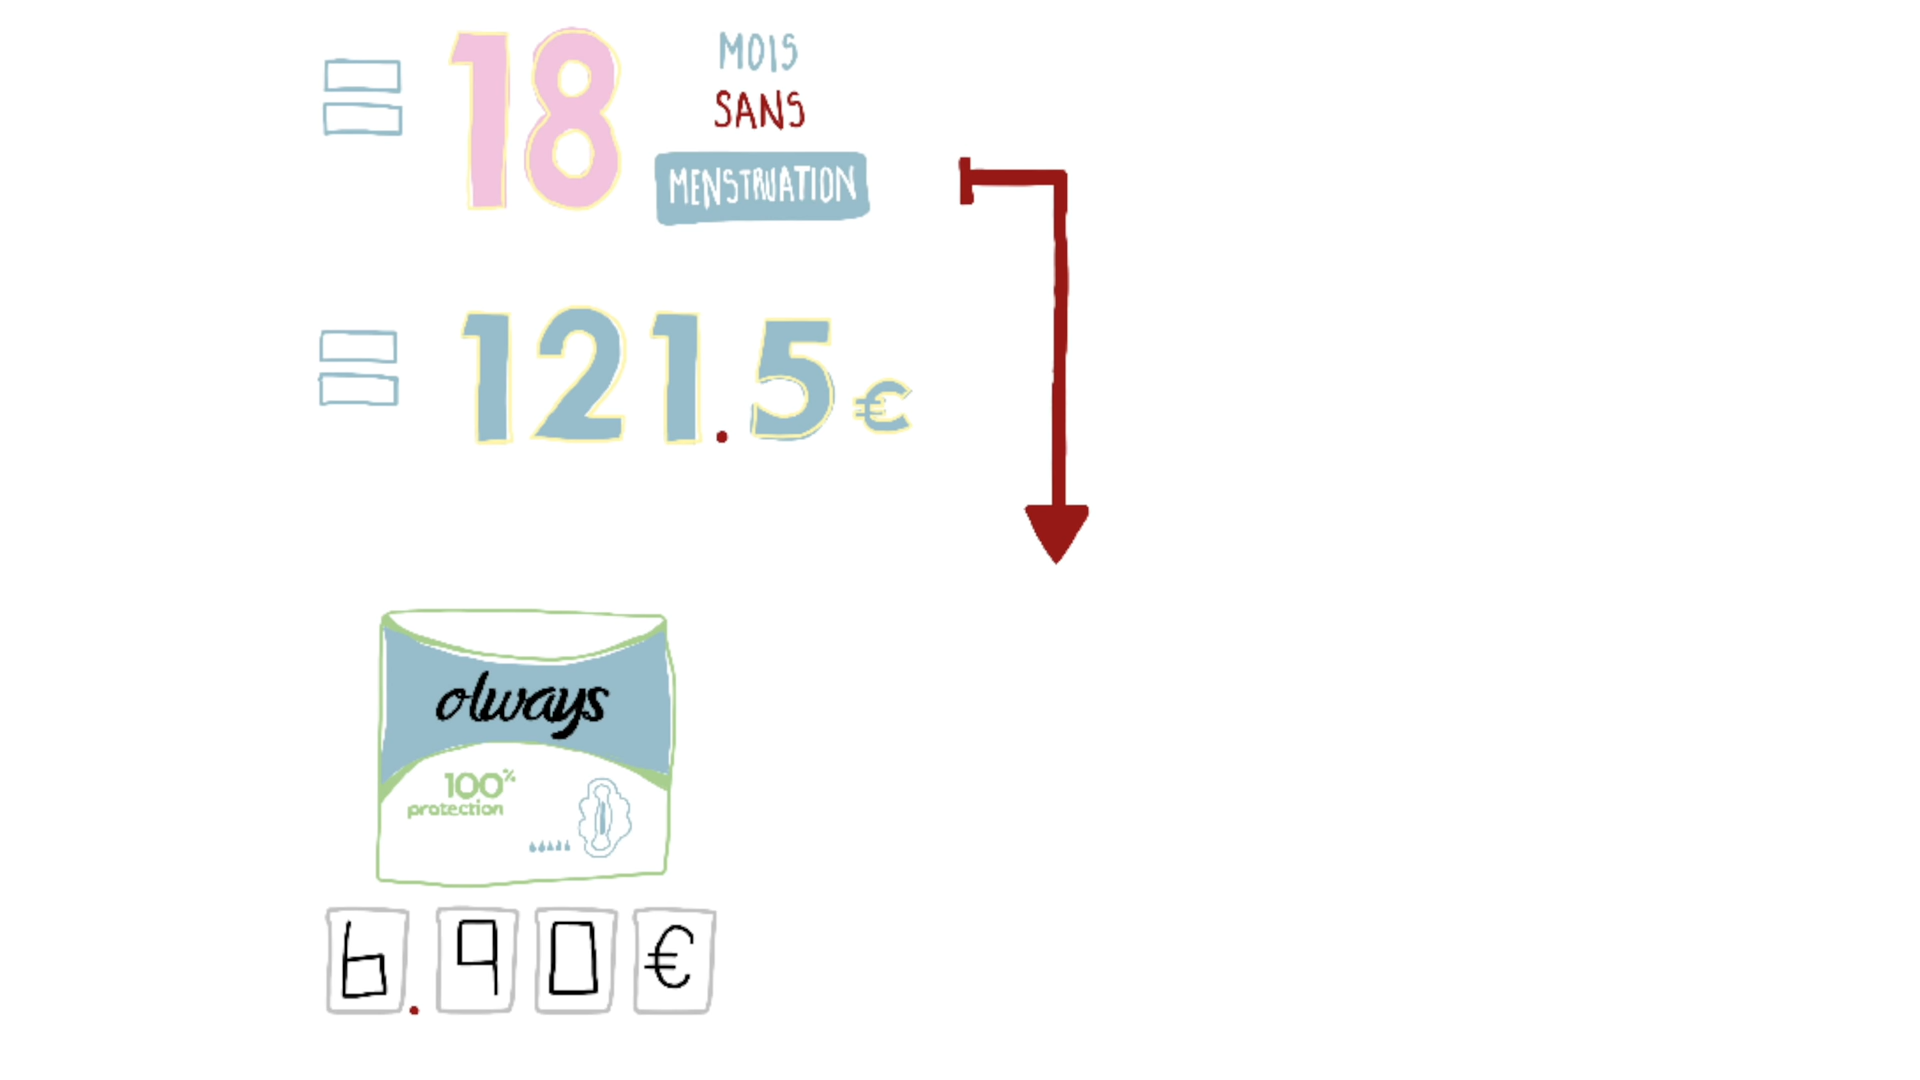 = 18 MOIS
SANS
MENSTRUATION
= 121.5€
always
100%
protection
6.90€